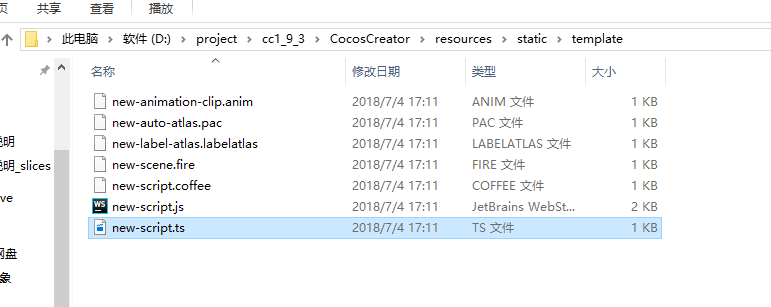 页 共享 查看 播放
此电脑 > 软件 (D:) > project > cc1_9_3 > CocosCreator > resources > static > template
名称 修改日期 类型 大小
new-animation-clip.anim 2018/7/4 17:11 ANIM 文件 1 KB
new-auto-atlas.pac 2018/7/4 17:11 PAC 文件 1 KB
new-label-atlas.labelatlas 2018/7/4 17:11 LABELATLAS 文件 1 KB
new-scene.fire 2018/7/4 17:11 FIRE 文件 1 KB
new-script.coffee 2018/7/4 17:11 COFFEE 文件 1 KB
WS new-script.js 2018/7/4 17:11 JetBrains WebSt... 2 KB
new-script.ts 2018/7/4 17:11 TS 文件 1 KB
说明
说明_slices
ve
网盘
象